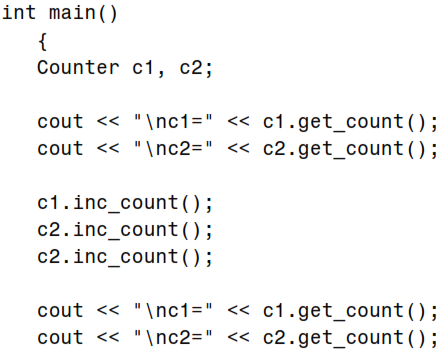 int main()
{
Counter c1, c2;
cout << "\nc1=" << c1.get_count();
cout << "\nc2=" << c2.get_count();
c1.inc_count();
c2.inc_count();
c2.inc_count();
cout << "\nc1=" << c1.get_count();
cout << "\nc2=" << c2.get_count();